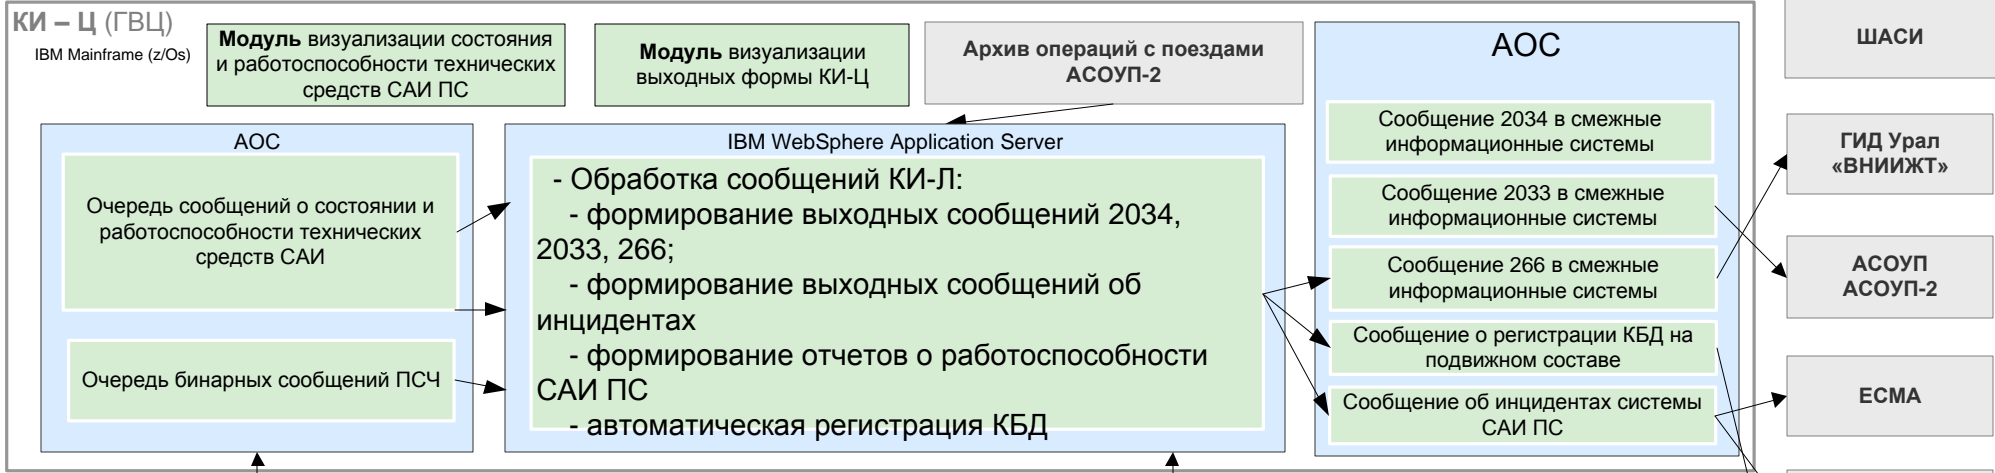 КИ – Ц (ГВЦ)
IBM Mainframe (z/Os)
Модуль визуализации состояния
и работоспособности технических
средств САИ ПС
Модуль визуализации
выходных формы КИ-Ц
Архив операций с поездами
АСОУП-2
АОС
Сообщение 2034 в смежные
информационные системы
Сообщение 2033 в смежные
информационные системы
Сообщение 266 в смежные
информационные системы
Сообщение о регистрации КБД на
подвижном составе
Сообщение об инцидентах системы
САИ ПС
АОС
Очередь сообщений о состоянии и
работоспособности технических
средств САИ
Очередь бинарных сообщений ПСЧ
IBM WebSphere Application Server
- Обработка сообщений КИ-Л:
- формирование выходных сообщений 2034,
2033, 266;
- формирование выходных сообщений об
инцидентах
- формирование отчетов о работоспособности
САИ ПС
- автоматическая регистрация КБД
ШАСИ
ГИД Урал
«ВНИИЖТ»
АСОУП
АСОУП-2
ЕСМА